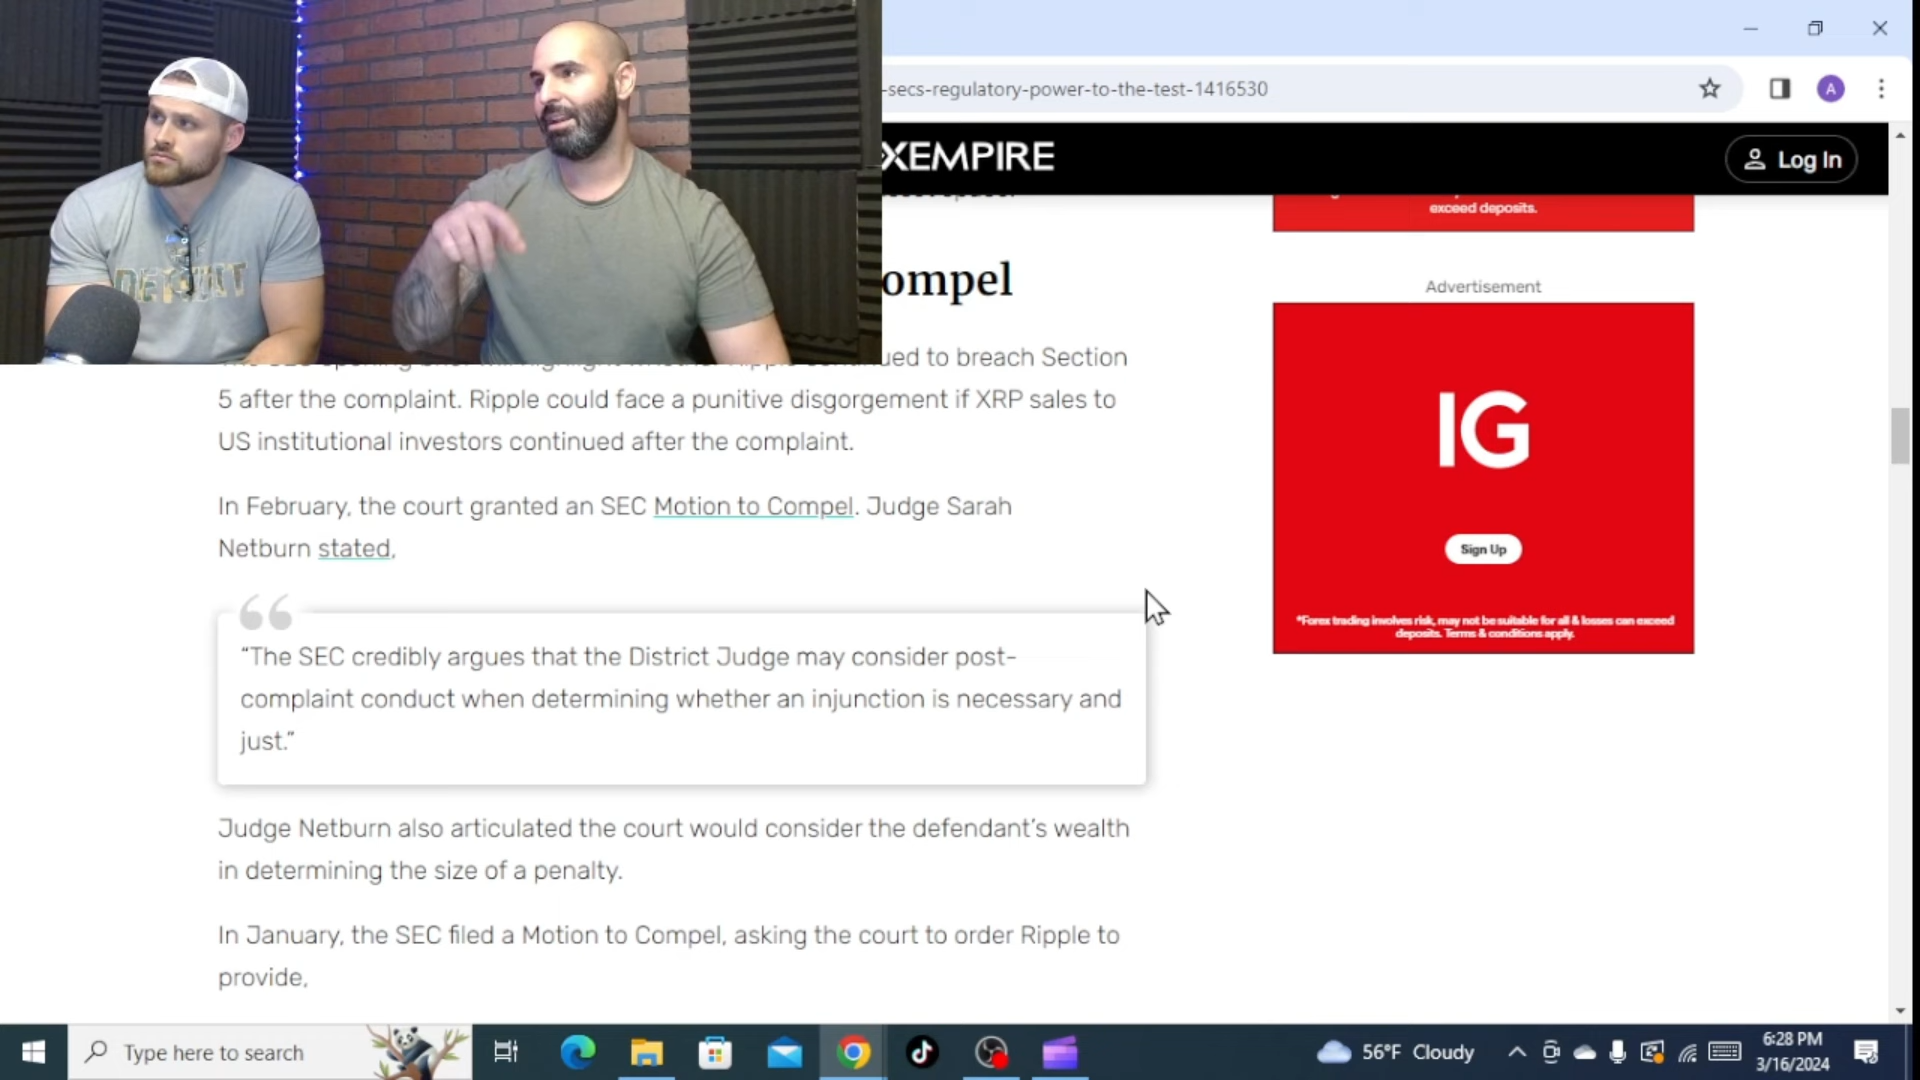 -secs-regulatory-power-to-the-test-1416530
A
XEMPIRE
Log In
exceed deposits.
ompel
Advertisement
DETROIT
ued to breach Section
5 after the complaint. Ripple could face a punitive disgorgement if XRP sales to
US institutional investors continued after the complaint.
In February, the court granted an SEC Motion to Compel. Judge Sarah
Netburn stated,
IG
Sign Up
*Forex trading involves risk, may not be suitable for all & losses can exceed
deposits. Terms & conditions apply.
“The SEC credibly argues that the District Judge may consider post-
complaint conduct when determining whether an injunction is necessary and
just.”
Judge Netburn also articulated the court would consider the defendant’s wealth
in determining the size of a penalty.
In January, the SEC filed a Motion to Compel, asking the court to order Ripple to
provide,
Type here to search
56°F Cloudy
6:28 PM
3/16/2024